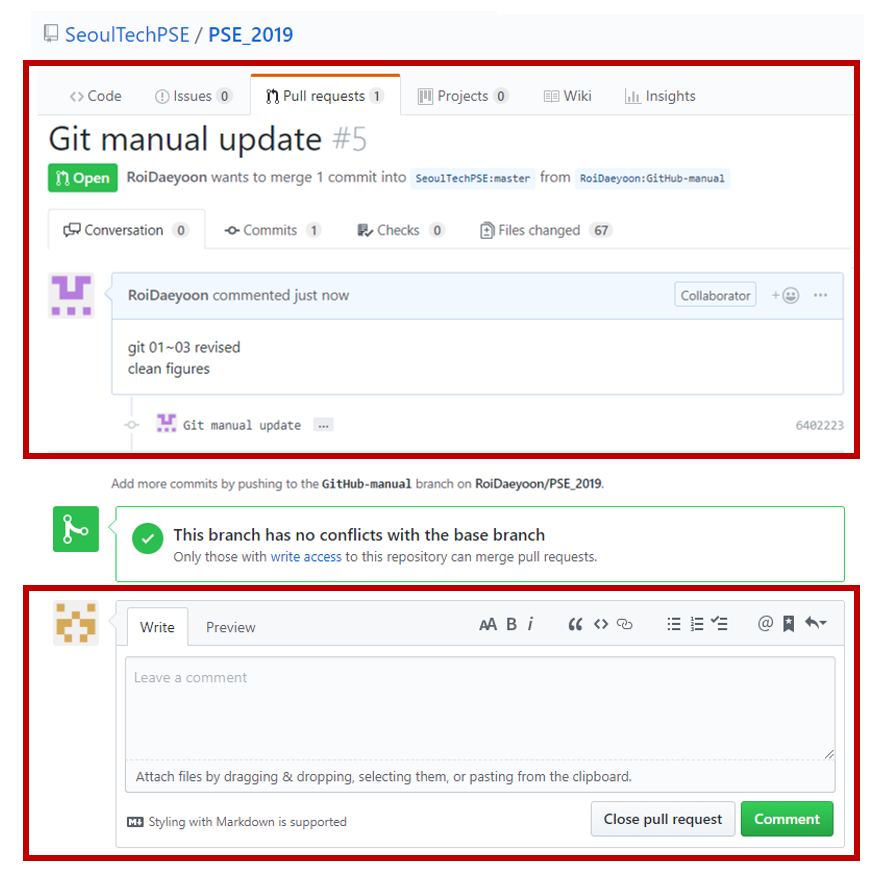 SeoulTechPSE / PSE_2019
Code Issues 0 Pull requests 1 Projects 0 Wiki Insights
Git manual update #5
Open RoiDaeyoon wants to merge 1 commit into SeoulTechPSE:master from RoiDaeyoon:GitHub-manual
Conversation 0 Commits 1 Checks 0 Files changed 67
RoiDaeyoon commented just now Collaborator + ...
git 01~03 revised
clean figures
Git manual update ... 6402223
Add more commits by pushing to the GitHub-manual branch on RoiDaeyoon/PSE_2019.
This branch has no conflicts with the base branch
Only those with write access to this repository can merge pull requests.
Write Preview AA B i “ <> @
Leave a comment
Attach files by dragging & dropping, selecting them, or pasting from the clipboard.
Styling with Markdown is supported Close pull request Comment